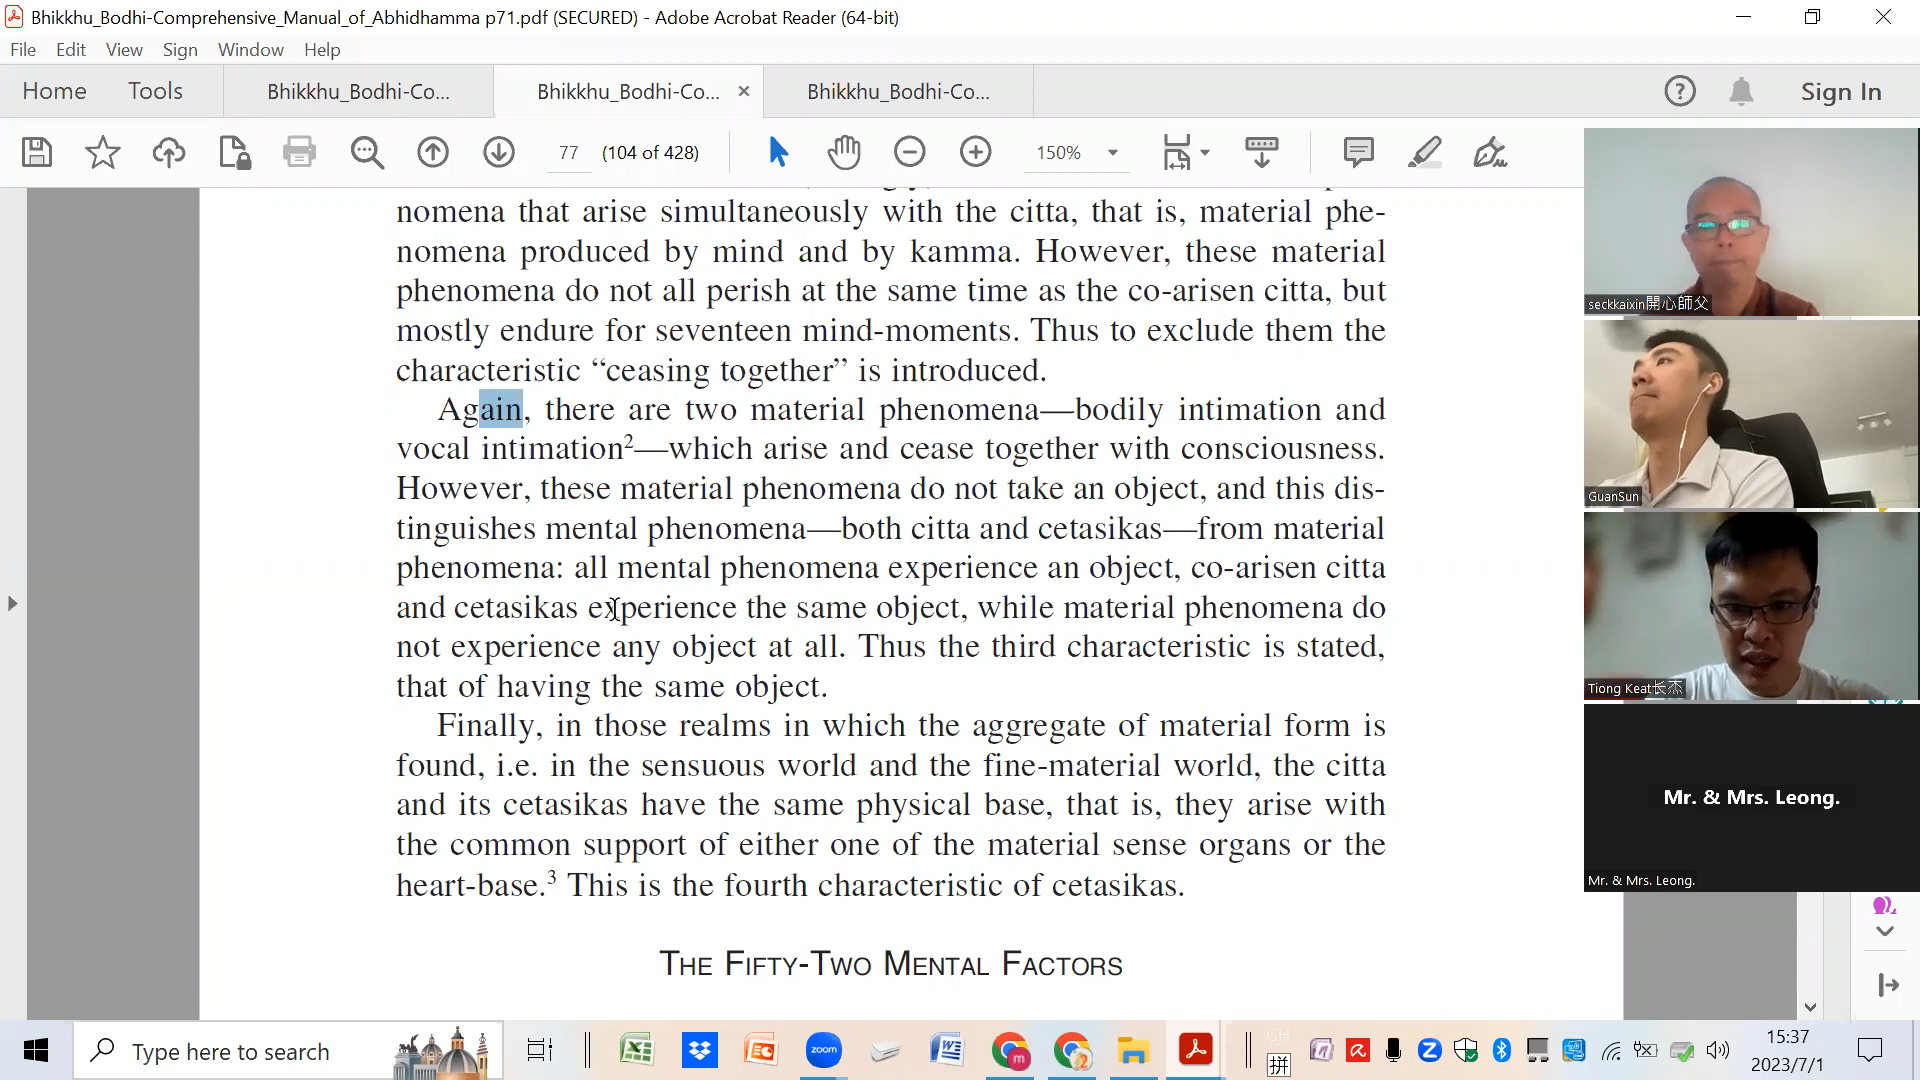 Bhikkhu_Bodhi-Comprehensive_Manual_of_Abhidhamma p71.pdf (SECURED) - Adobe Acrobat Reader (64-bit)
File Edit View Sign Window Help
Home Tools Bhikkhu_Bodhi-Co... Bhikkhu_Bodhi-Co... Bhikkhu_Bodhi-Co... Sign In
77 (104 of 428) 150%
nomena that arise simultaneously with the citta, that is, material phe-
nomena produced by mind and by kamma. However, these material
phenomena do not all perish at the same time as the co-arisen citta, but
mostly endure for seventeen mind-moments. Thus to exclude them the
characteristic “ceasing together” is introduced.
Again, there are two material phenomena—bodily intimation and
vocal intimation2—which arise and cease together with consciousness.
However, these material phenomena do not take an object, and this dis-
tinguishes mental phenomena—both citta and cetasikas—from material
phenomena: all mental phenomena experience an object, co-arisen citta
and cetasikas experience the same object, while material phenomena do
not experience any object at all. Thus the third characteristic is stated,
that of having the same object.
Finally, in those realms in which the aggregate of material form is
found, i.e. in the sensuous world and the fine-material world, the citta
and its cetasikas have the same physical base, that is, they arise with
the common support of either one of the material sense organs or the
heart-base.3 This is the fourth characteristic of cetasikas.
THE FIFTY-TWO MENTAL FACTORS
seckkaixin開心師父
GuanSun
Tiong Keat长杰
Mr. & Mrs. Leong.
Mr. & Mrs. Leong.
Type here to search
zoom
CH
拼
15:37
2023/7/1